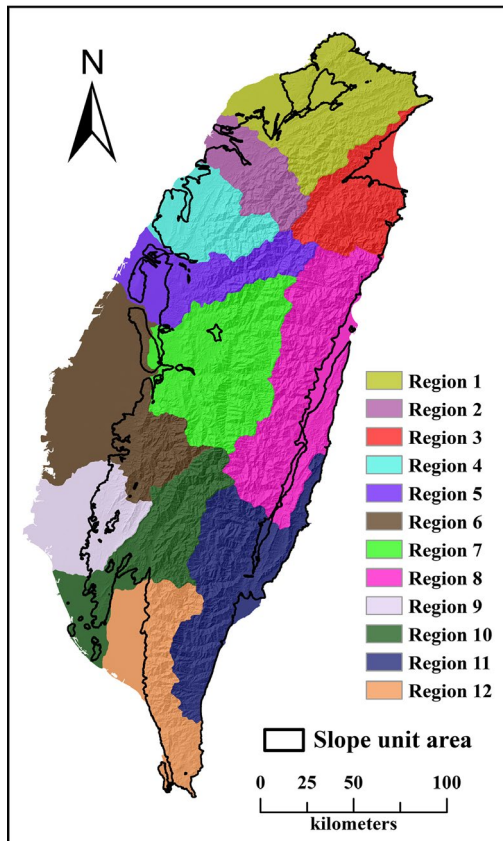 N
Region 1
Region 2
Region 3
Region 4
Region 5
Region 6
Region 7
Region 8
Region 9
Region 10
Region 11
Region 12
Slope unit area
0 25 50 100
kilometers